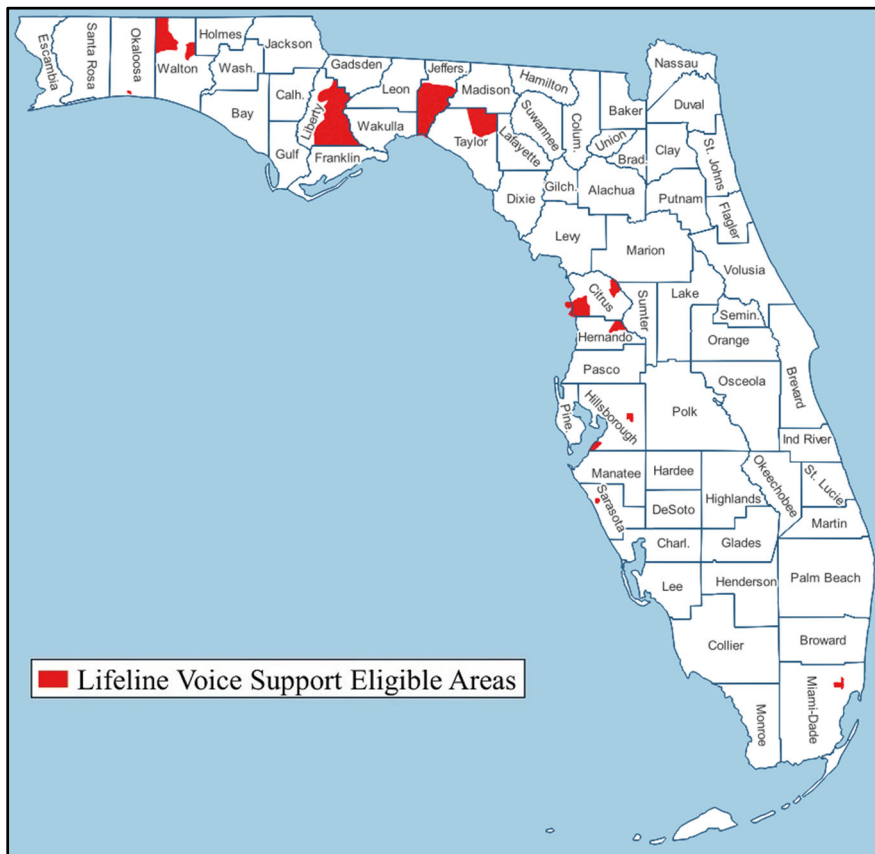 Escambia
Santa Rosa
Okaloosa
Walton
Holmes
Jackson
Wash.
Bay
Calh.
Gulf
Liberty
Gadsden
Leon
Wakulla
Franklin
Jeffers.
Madison
Taylor
Hamilton
Suwannee
Lafayette
Dixie
Colum.
Gilch.
Levy
Baker
Union
Brad.
Alachua
Nassau
Duval
Clay
St. Johns
Putnam
Flagler
Marion
Volusia
Citrus
Sumter
Lake
Semin.
Orange
Hernando
Pasco
Osceola
Brevard
Pine.
Hillsborough
Polk
Ind River
Manatee
Hardee
Okeechobee
St. Lucie
Sarasota
DeSoto
Highlands
Martin
Charl.
Glades
Lee
Henderson
Palm Beach
Collier
Broward
Monroe
Miami-Dade
Lifeline Voice Support Eligible Areas